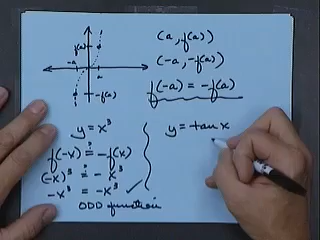 f(a)
-a
a
-f(a)
(a, f(a))
(-a, -f(a))
f(-a) = -f(a)
y = x³
f(-x) ≟ -f(x)
(-x)³ ≟ -x³
-x³ = -x³ ✓
ODD function
y = tan x